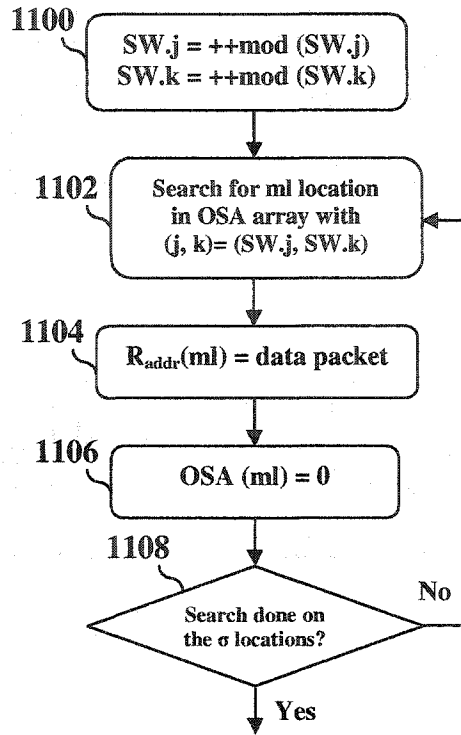 1100
SW.j = ++mod (SW.j)
SW.k = ++mod (SW.k)
1102
Search for ml location
in OSA array with
(j, k)= (SW.j, SW.k)
1104
Raddr(ml) = data packet
1106
OSA (ml) = 0
1108
Search done on
the σ locations?
No
Yes